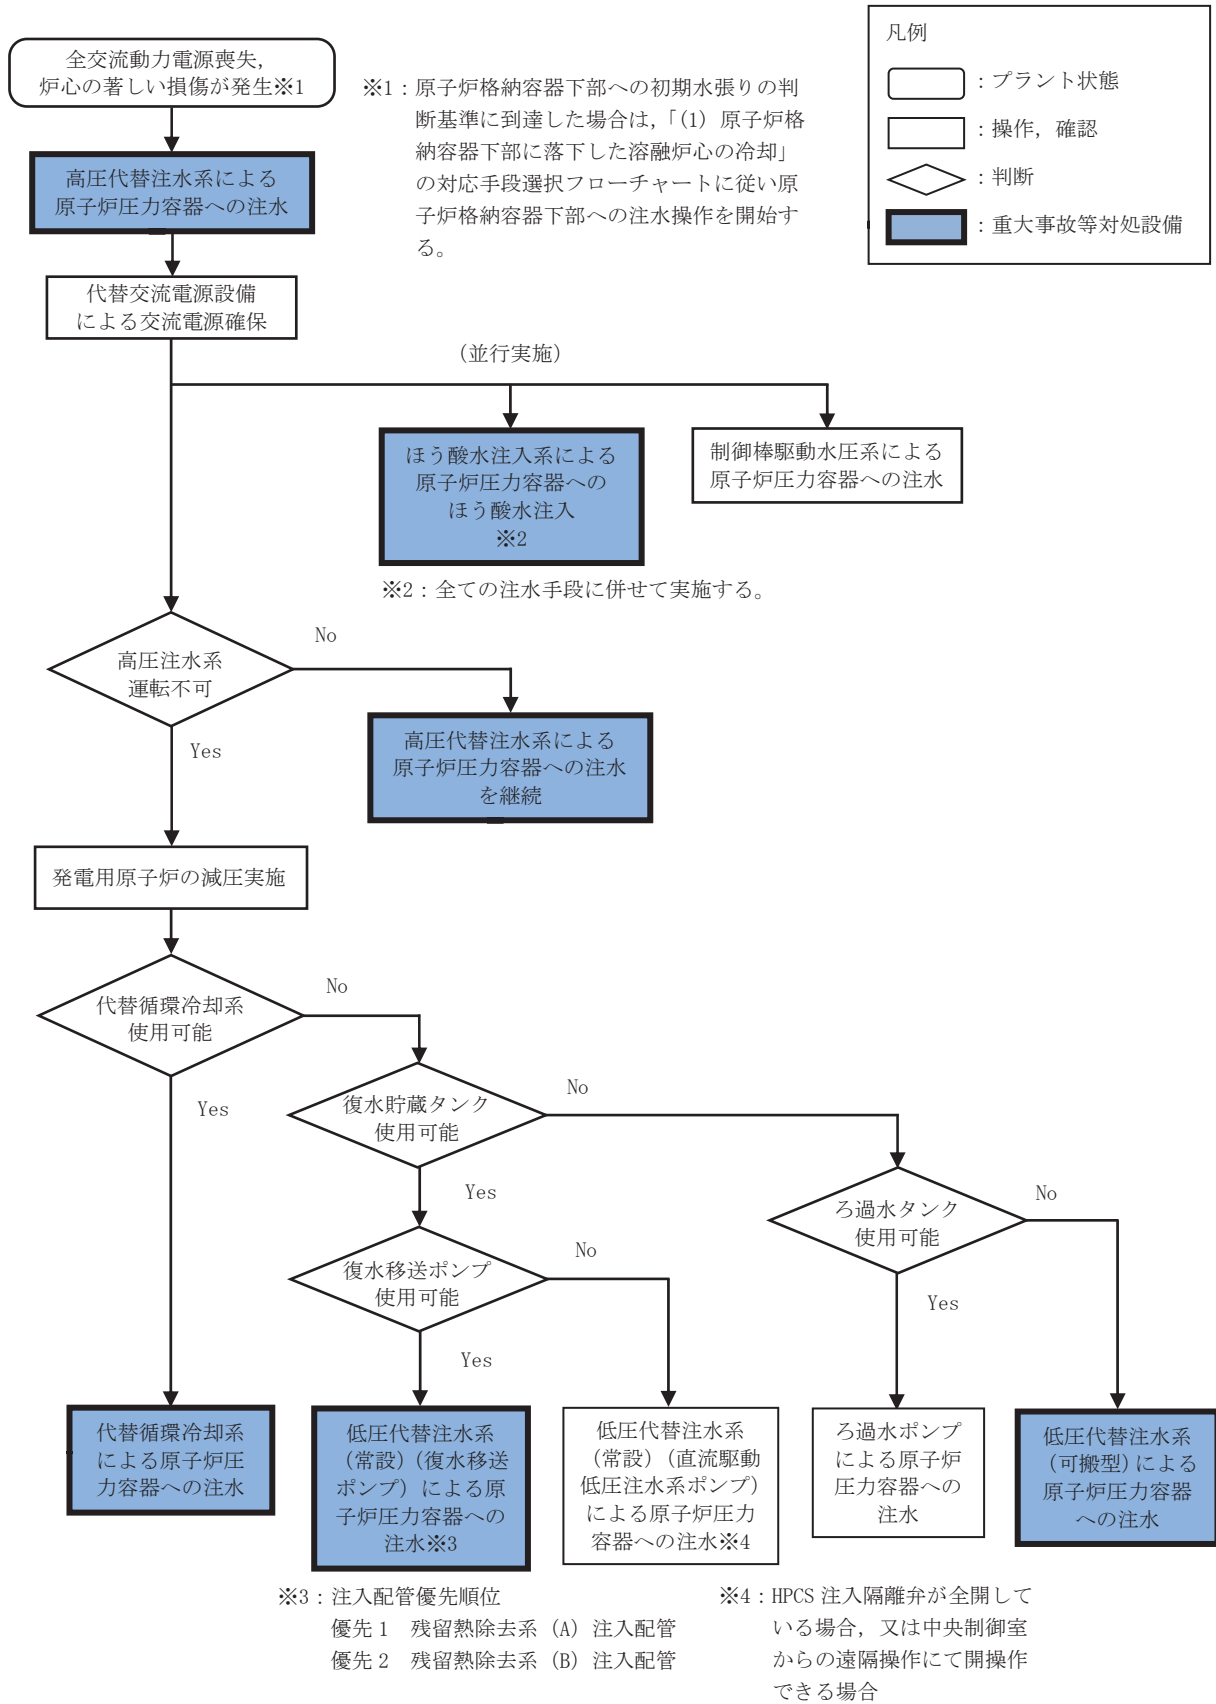 全交流動力電源喪失,
炉心の著しい損傷が発生※1
※1：原子炉格納容器下部への初期水張りの判
断基準に到達した場合は，「(1) 原子炉格
納容器下部に落下した溶融炉心の冷却」
の対応手段選択フローチャートに従い原
子炉格納容器下部への注水操作を開始す
る。
凡例
：プラント状態
：操作，確認
：判断
：重大事故等対処設備
高圧代替注水系による
原子炉圧力容器への注水
代替交流電源設備
による交流電源確保
（並行実施）
ほう酸水注入系による
原子炉圧力容器への
ほう酸水注入
※2
制御棒駆動水圧系による
原子炉圧力容器への注水
※2：全ての注水手段に併せて実施する。
高圧注水系
運転不可
No
Yes
高圧代替注水系による
原子炉圧力容器への注水
を継続
発電用原子炉の減圧実施
代替循環冷却系
使用可能
No
Yes
復水貯蔵タンク
使用可能
No
Yes
ろ過水タンク
使用可能
No
Yes
復水移送ポンプ
使用可能
No
Yes
代替循環冷却系
による原子炉圧
力容器への注水
低圧代替注水系
（常設）（復水移送
ポンプ）による原
子炉圧力容器への
注水※3
低圧代替注水系
（常設）（直流駆動
低圧注水系ポンプ）
による原子炉圧力
容器への注水※4
ろ過水ポンプ
による原子炉
圧力容器への
注水
低圧代替注水系
（可搬型）による
原子炉圧力容器
への注水
※3：注入配管優先順位
優先 1　残留熱除去系（A）注入配管
優先 2　残留熱除去系（B）注入配管
※4：HPCS 注入隔離弁が全開して
いる場合，又は中央制御室
からの遠隔操作にて開操作
できる場合